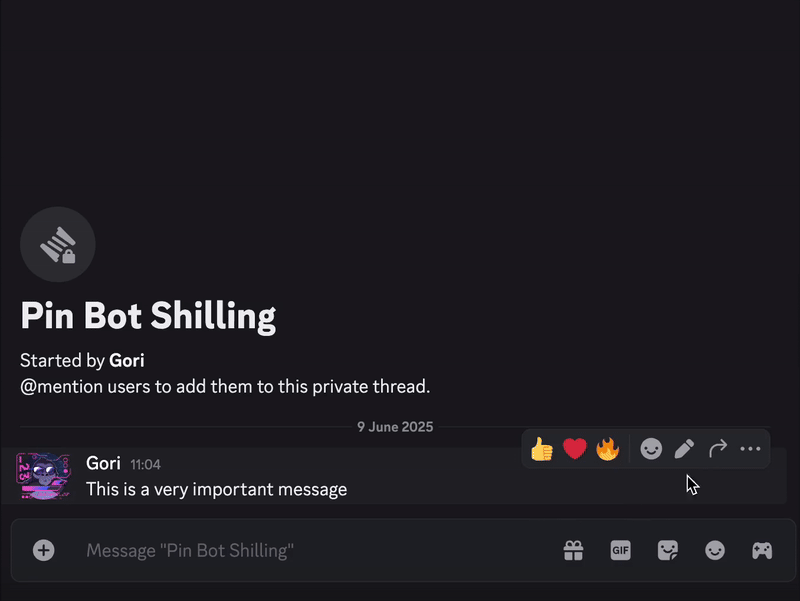 Pin Bot Shilling
Started by Gori
@mention users to add them to this private thread.
9 June 2025
Gori 11:04
This is a very important message
Message "Pin Bot Shilling"
GIF